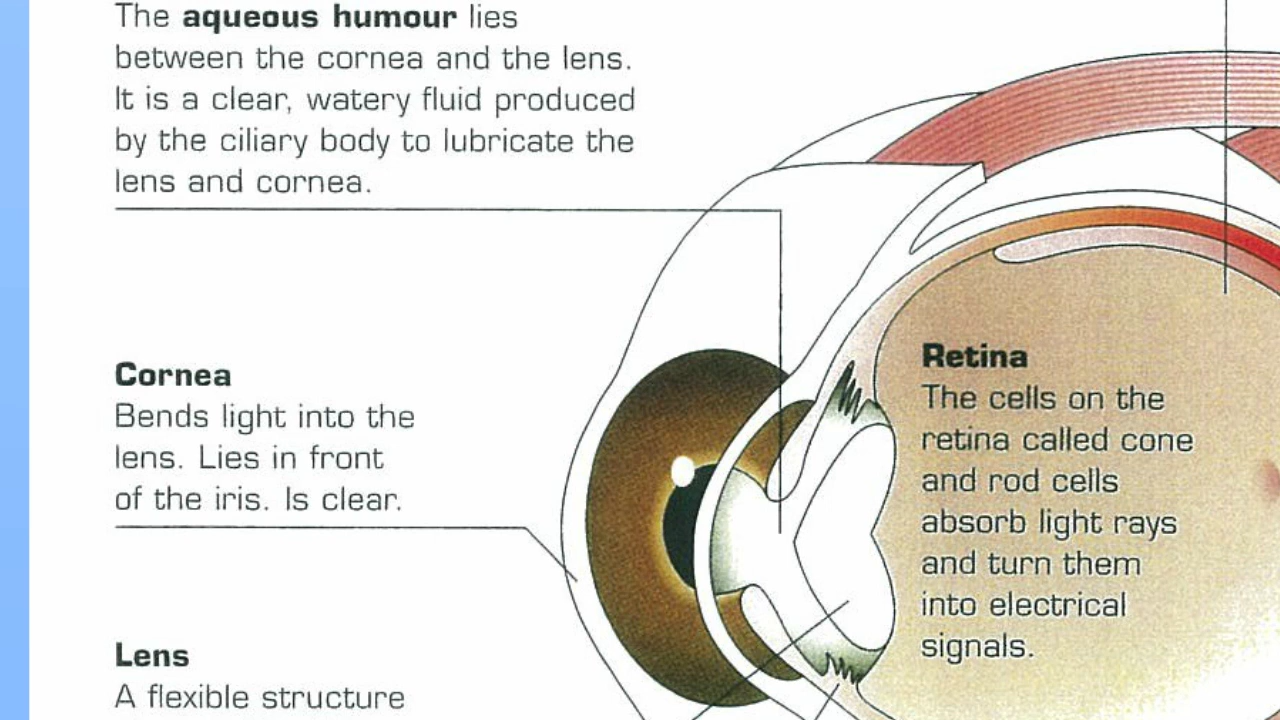 The aqueous humour lies
between the cornea and the lens.
It is a clear, watery fluid produced
by the ciliary body to lubricate the
lens and cornea.
Cornea
Bends light into the
lens. Lies in front
of the iris. Is clear.
Lens
A flexible structure
Retina
The cells on the
retina called cone
and rod cells
absorb light rays
and turn them
into electrical
signals.